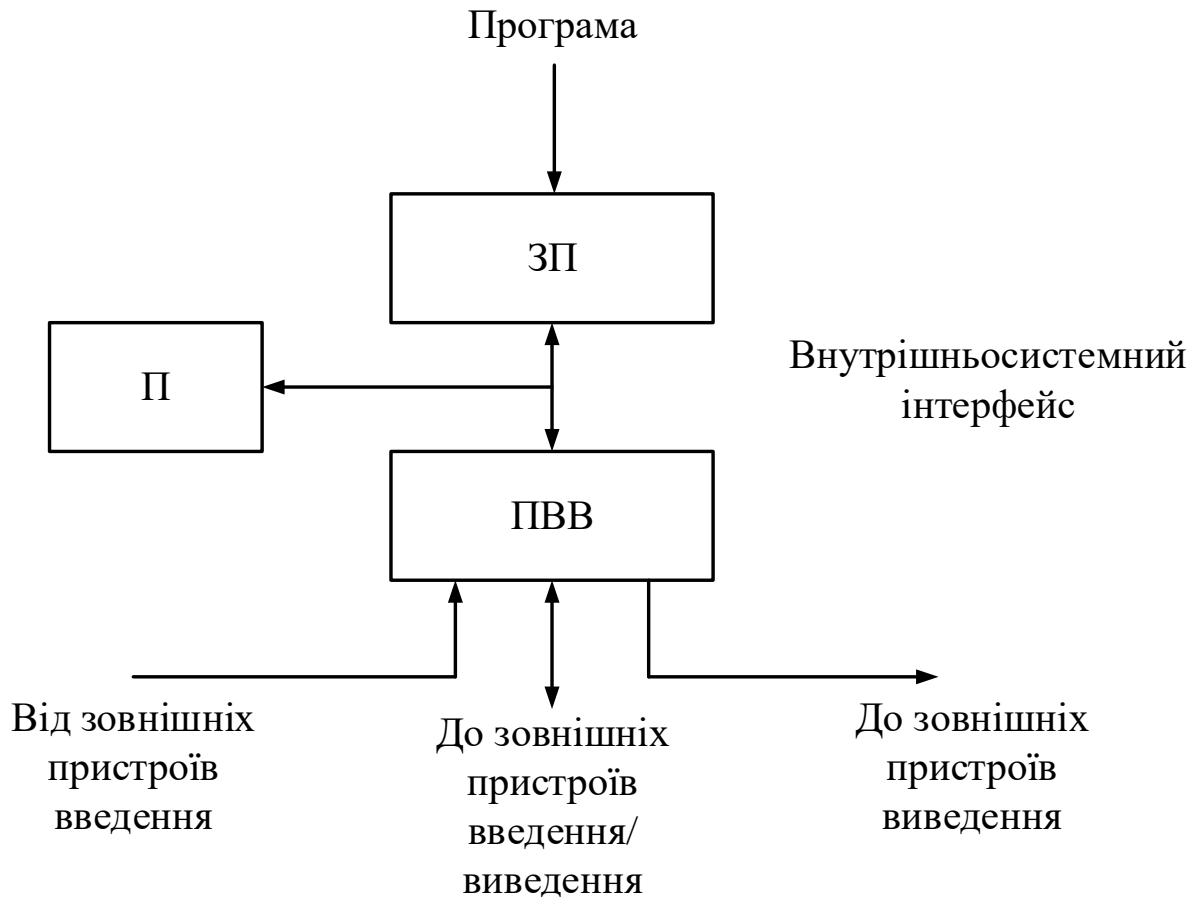 Програма
ЗП
П
Внутрішньосистемний
інтерфейс
ПВВ
Від зовнішніх
пристроїв
введення
До зовнішніх
пристроїв
введення/
виведення
До зовнішніх
пристроїв
виведення